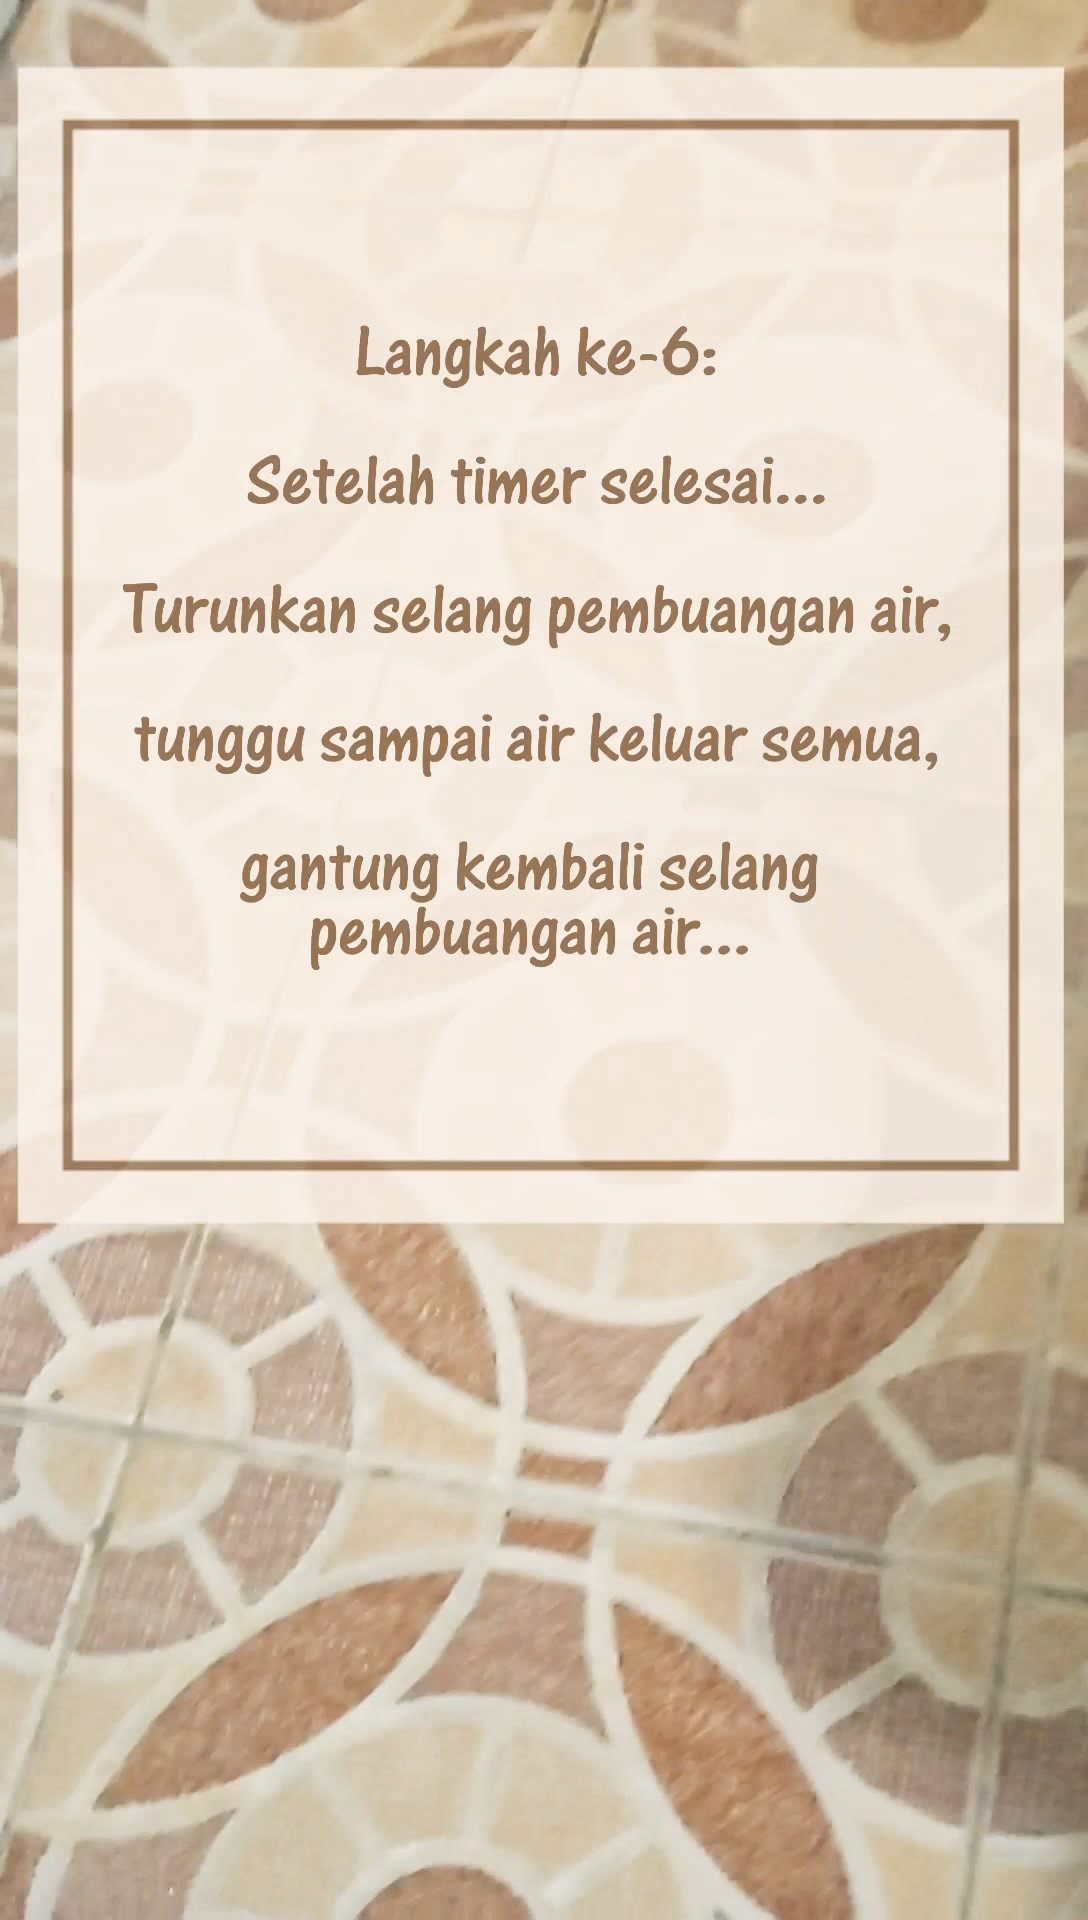 Langkah ke-6:
Setelah timer selesai...
Turunkan selang pembuangan air,
tunggu sampai air keluar semua,
gantung kembali selang
pembuangan air...